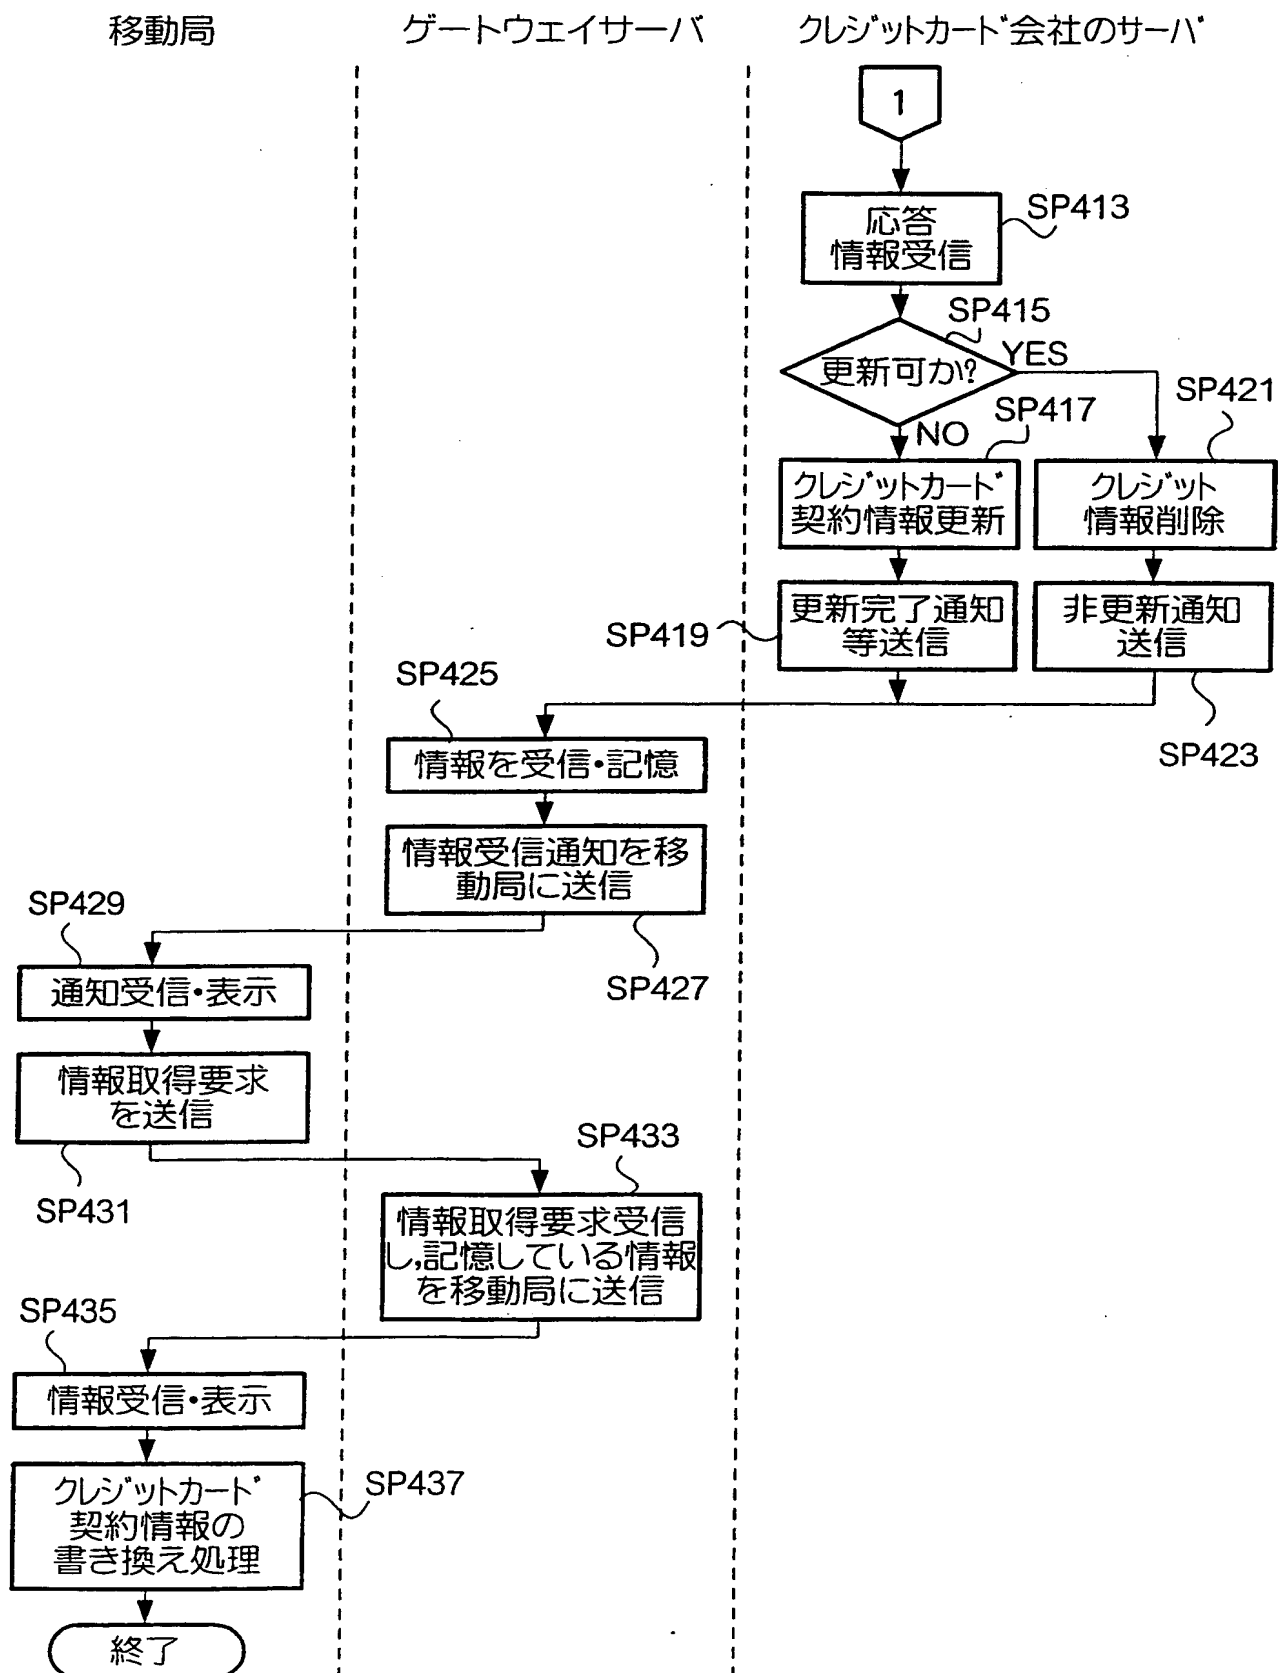 移動局
ゲートウェイサーバ
クレジットカード会社のサーバ
1
応答
情報受信
SP413
SP415
更新可か?
YES
NO
SP417
SP421
クレジットカード
契約情報更新
クレジット
情報削除
更新完了通知
等送信
SP419
非更新通知
送信
SP423
SP425
情報を受信・記憶
情報受信通知を移
動局に送信
SP427
SP429
通知受信・表示
情報取得要求
を送信
SP431
SP433
情報取得要求受信
し,記憶している情報
を移動局に送信
SP435
情報受信・表示
クレジットカード
契約情報の
書き換え処理
SP437
終了